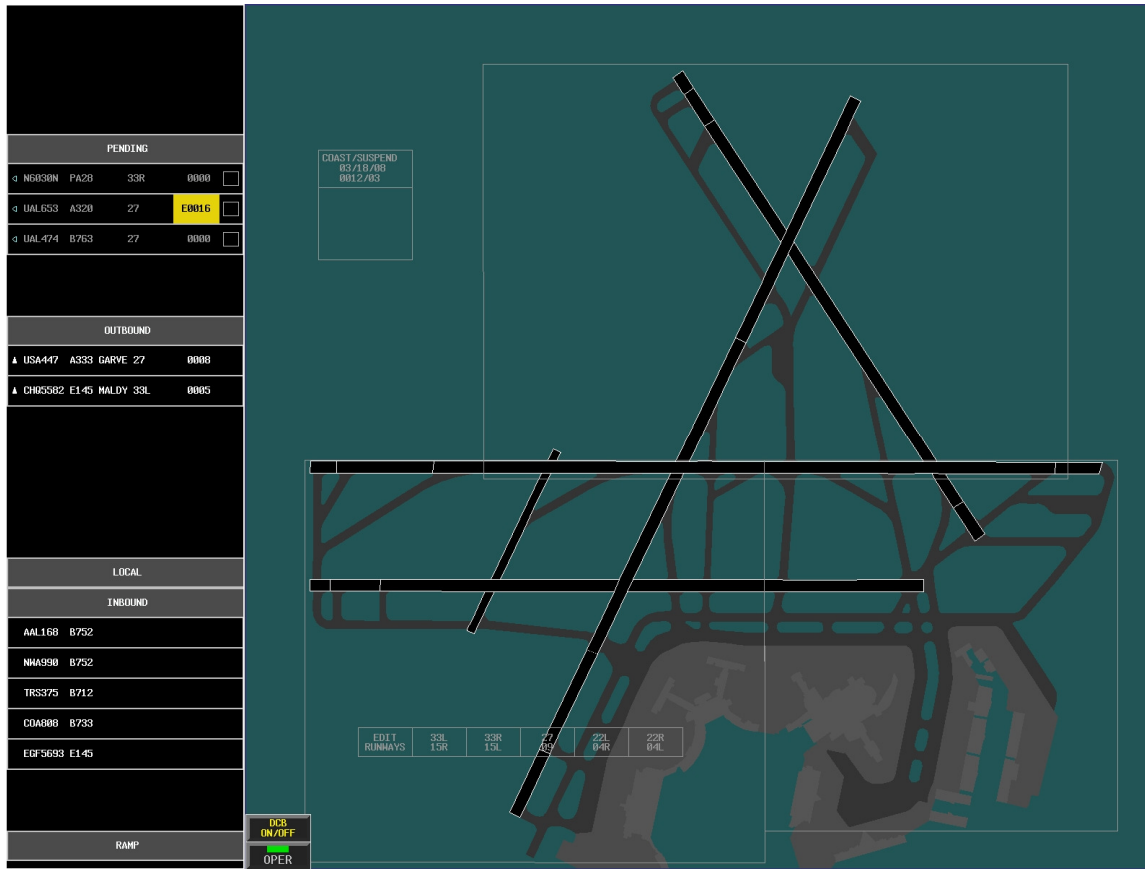 PENDING
N6030N PA28 33R 0000
UAL653 A320 27 E0016
UAL474 B763 27 0000
OUTBOUND
USA447 A333 GARVE 27 0008
CHQ5582 E145 MALDY 33L 0005
LOCAL
INBOUND
AAL168 B752
NWA990 B752
TRS375 B712
COA808 B733
EGF5693 E145
RAMP
COAST/SUSPEND
03/18/08
0012/03
EDIT RUNWAYS
33L 15R
33R 15L
27 09
22L 04R
22R 04L
DCB
ON/OFF
OPER